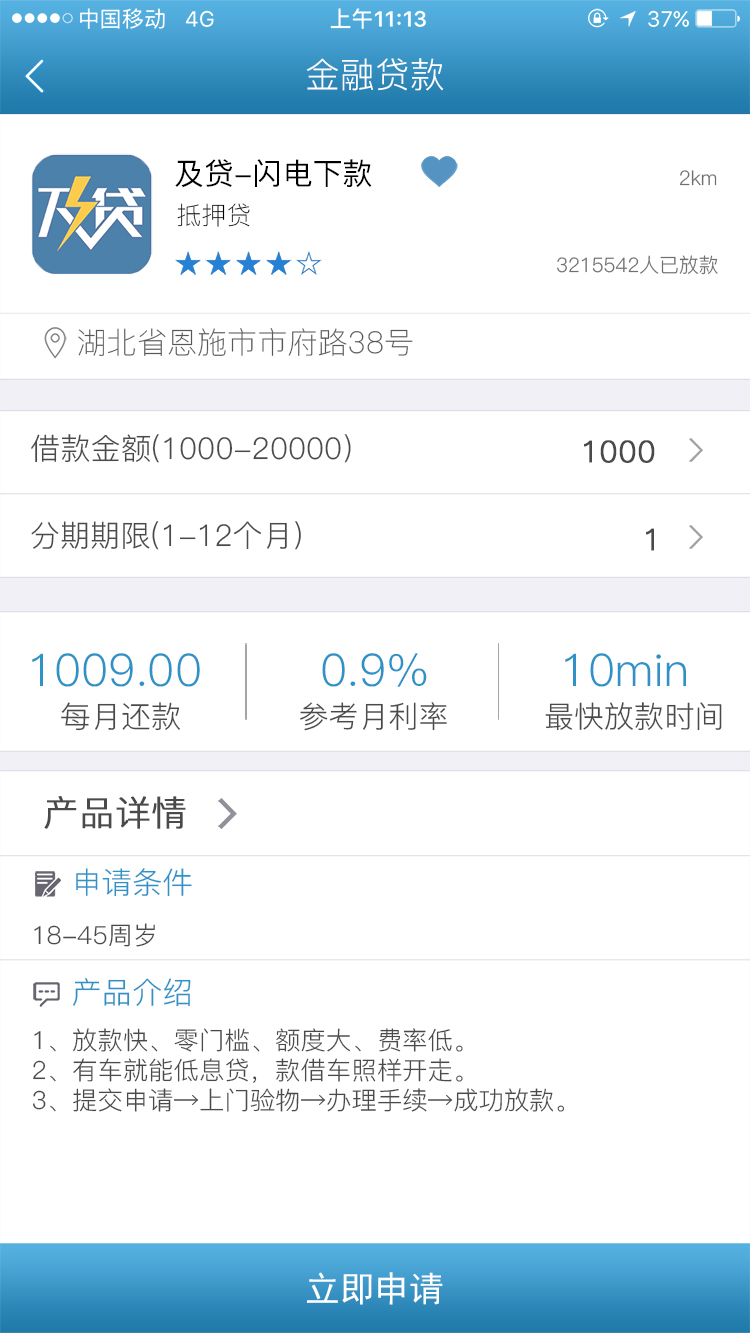 中国移动 4G 上午11:13 37%
金融贷款
及贷
及贷-闪电下款
2km
抵押贷
3215542人已放款
湖北省恩施市市府路38号
借款金额(1000-20000) 1000
分期期限(1-12个月) 1
1009.00 0.9% 10min
每月还款 参考月利率 最快放款时间
产品详情
申请条件
18-45周岁
产品介绍
1、放款快、零门槛、额度大、费率低。
2、有车就能低息贷，款借车照样开走。
3、提交申请→上门验物→办理手续→成功放款。
立即申请